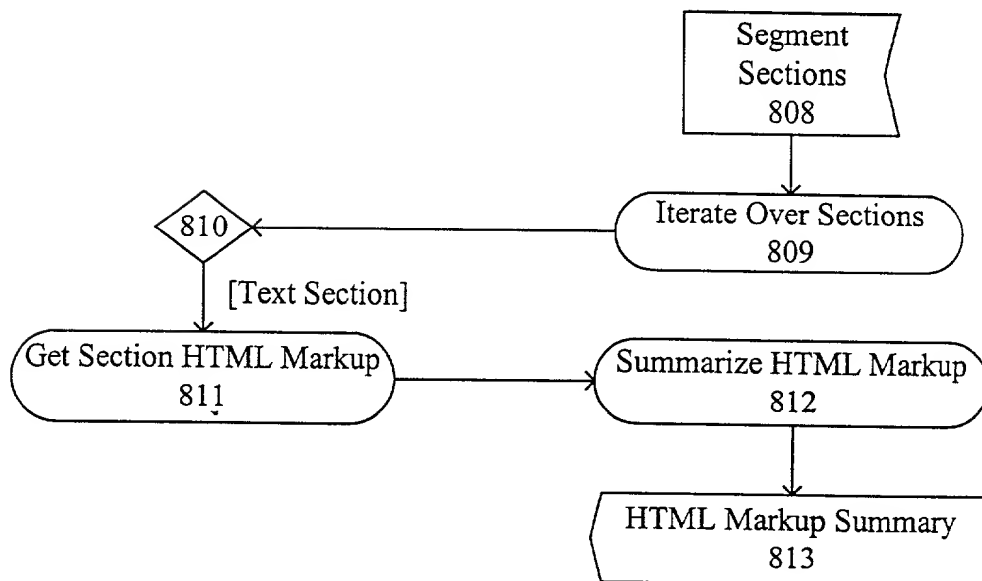 Segment
Sections
808
Iterate Over Sections
809
810
[Text Section]
Get Section HTML Markup
811
Summarize HTML Markup
812
HTML Markup Summary
813